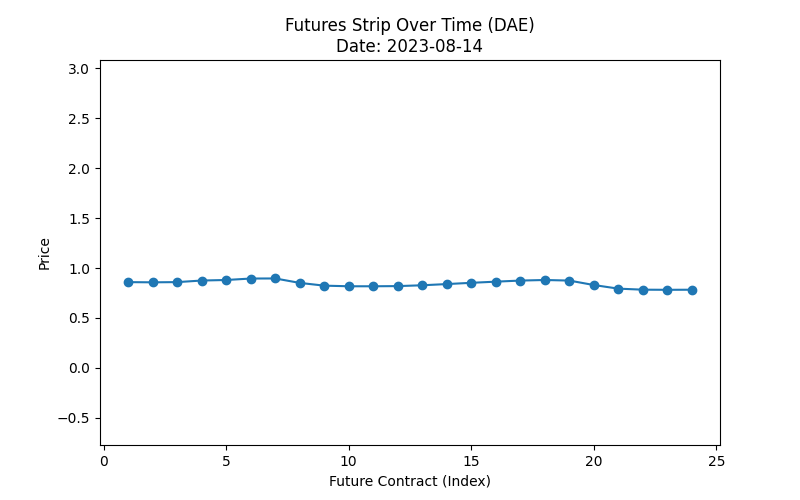 Futures Strip Over Time (DAE)
Date: 2023-08-14
3.0
2.5
2.0
1.5
1.0
0.5
0.0
−0.5
Price
0 5 10 15 20 25
Future Contract (Index)